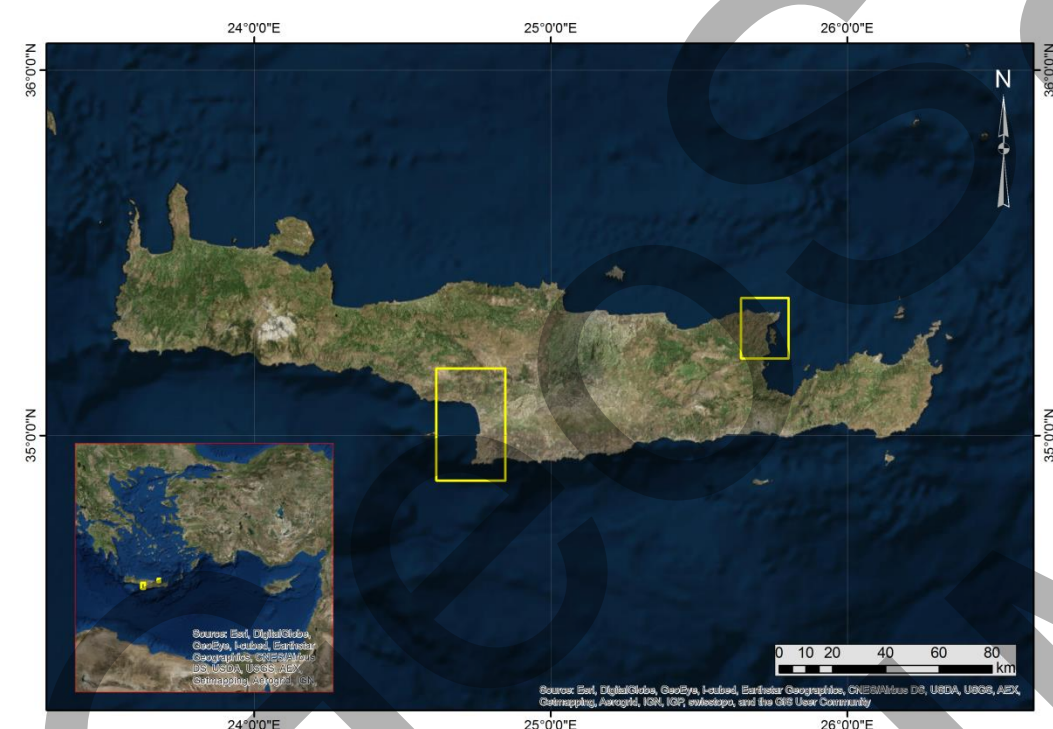 24°0'0"E 25°0'0"E 26°0'0"E
36°0'0"N 36°0'0"N
N
35°0'0"N 35°0'0"N
Source: Esri, DigitalGlobe,
GeoEye, i-cubed, Earthstar
Geographics, CNES/Airbus
DS, USDA, USGS, AEX,
Getmapping, Aerogrid, IGN,
0 10 20 40 60 80
km
Source: Esri, DigitalGlobe, GeoEye, i-cubed, Earthstar Geographics, CNES/Airbus DS, USDA, USGS, AEX,
Getmapping, Aerogrid, IGN, IGP, swisstopo, and the GIS User Community
24°0'0"E 25°0'0"E 26°0'0"E